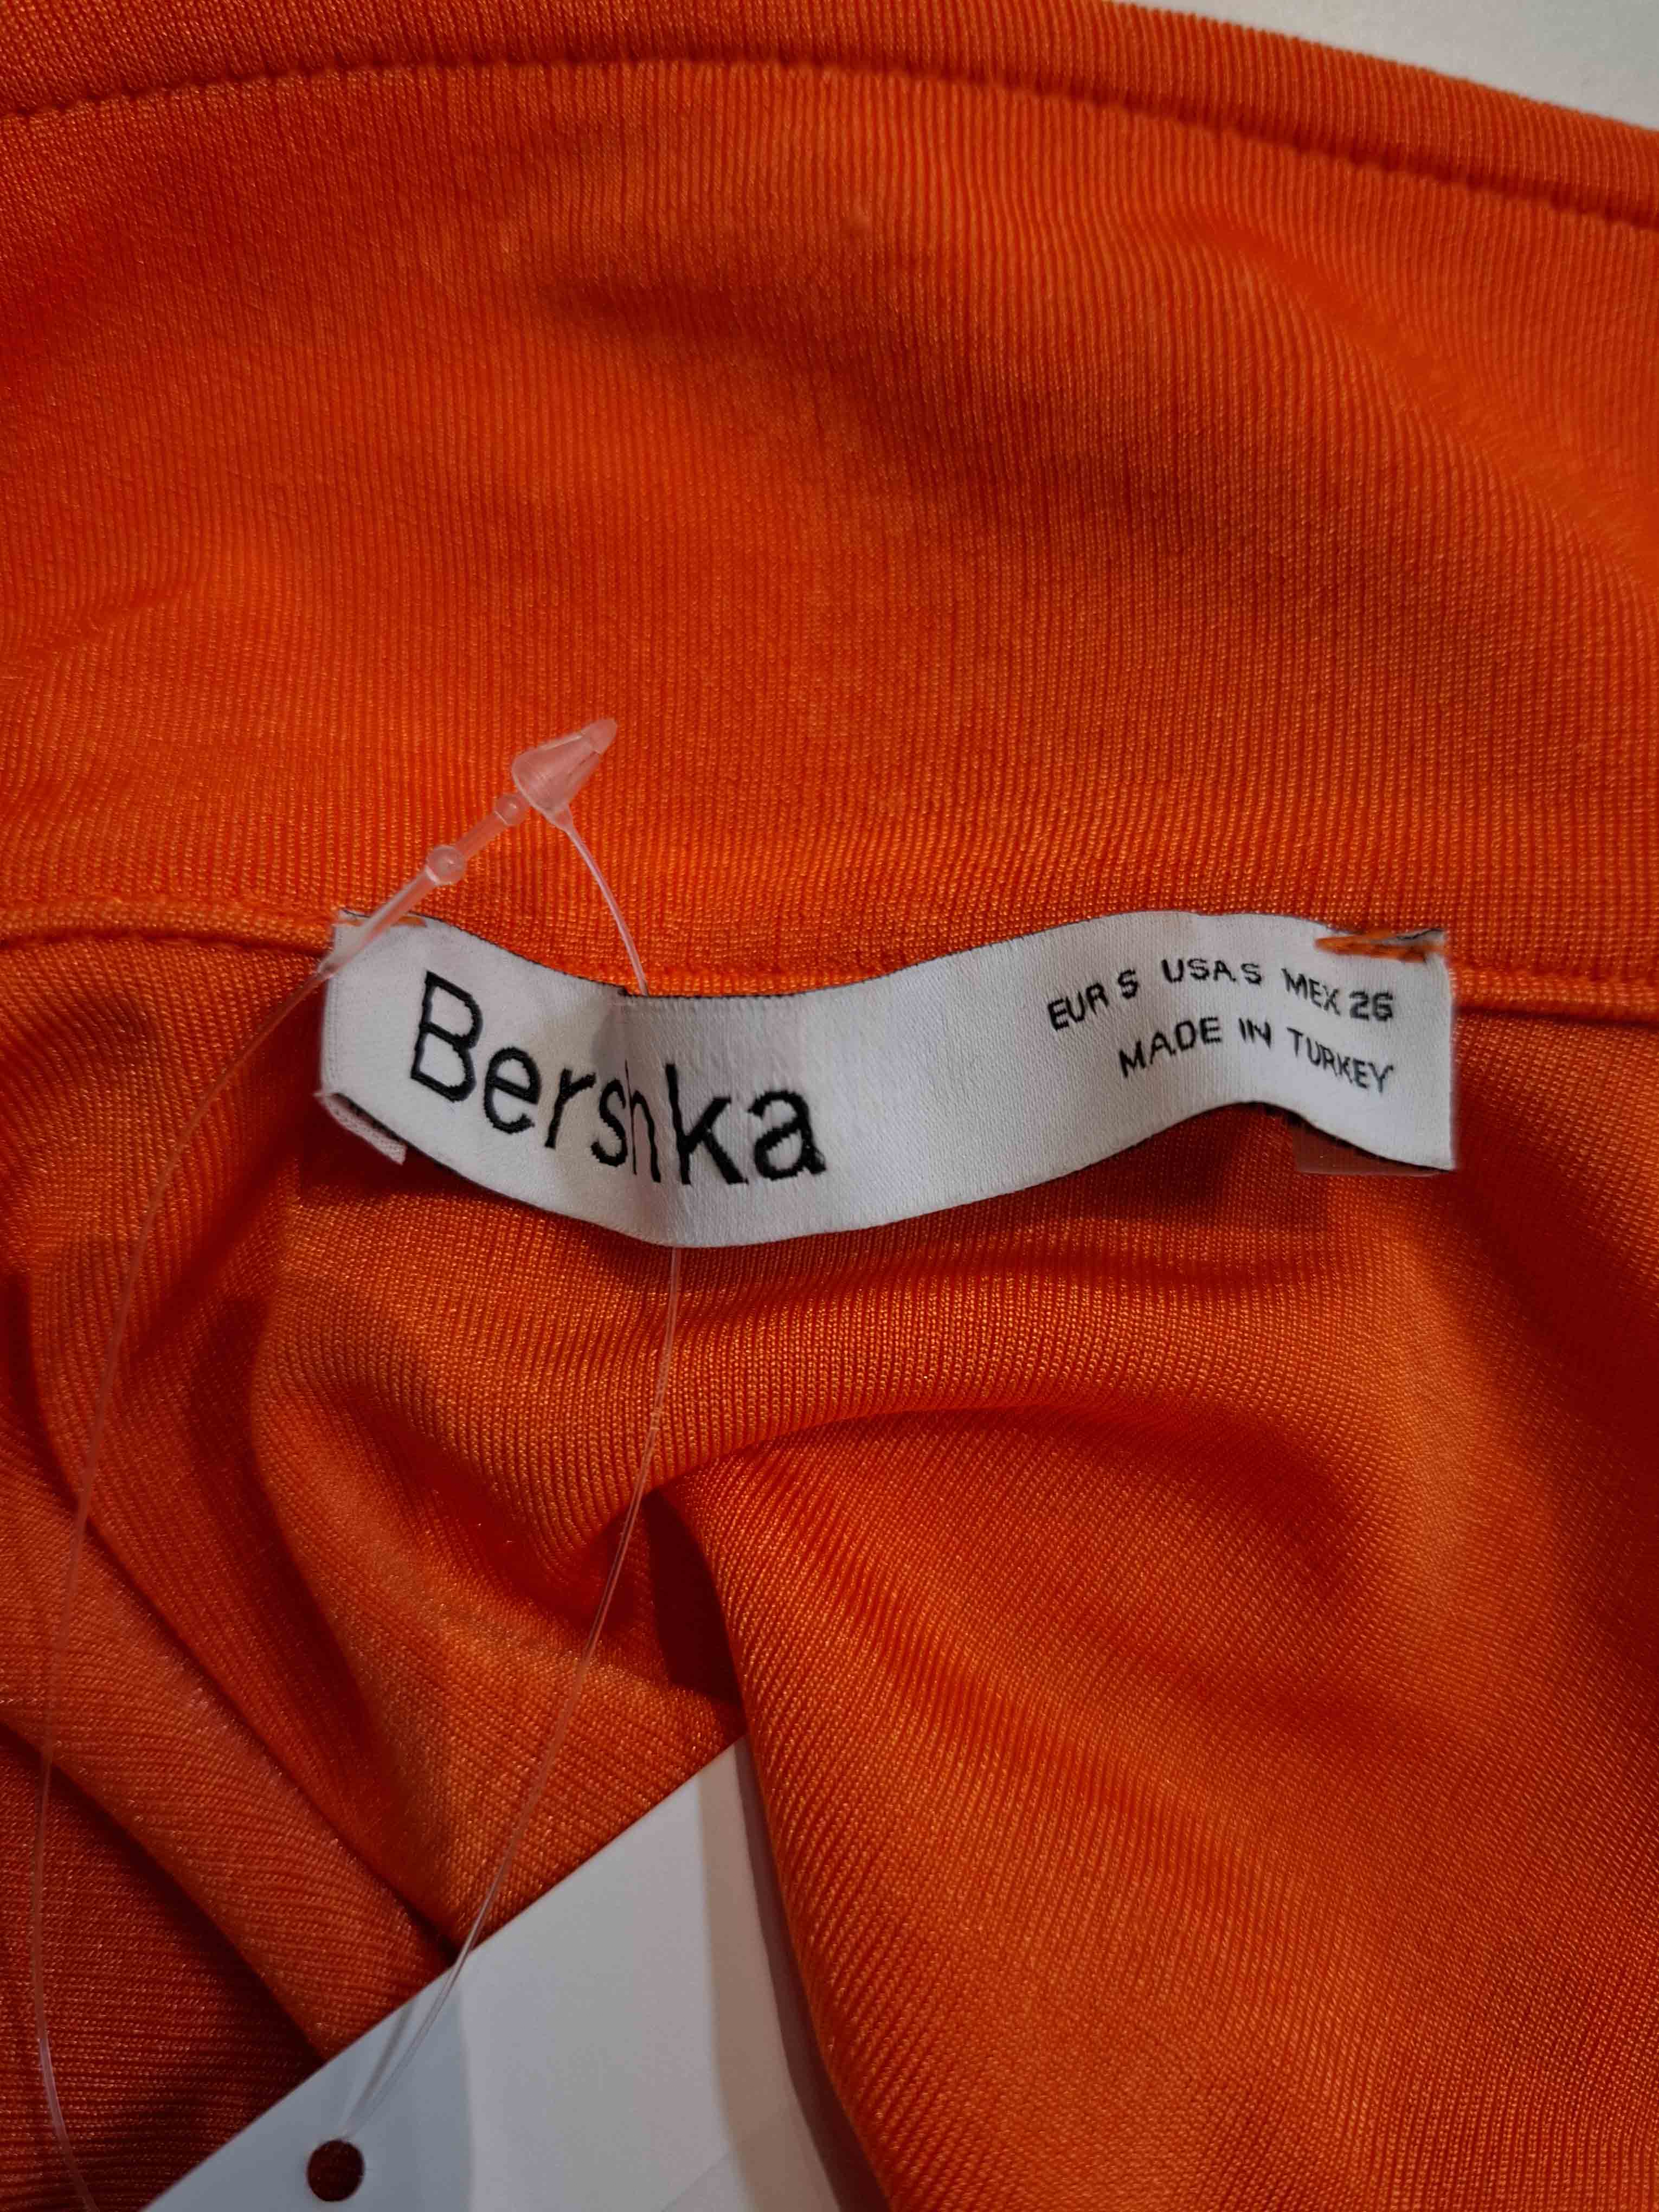 Bershka
EUR S USA S MEX 26
MADE IN TURKEY